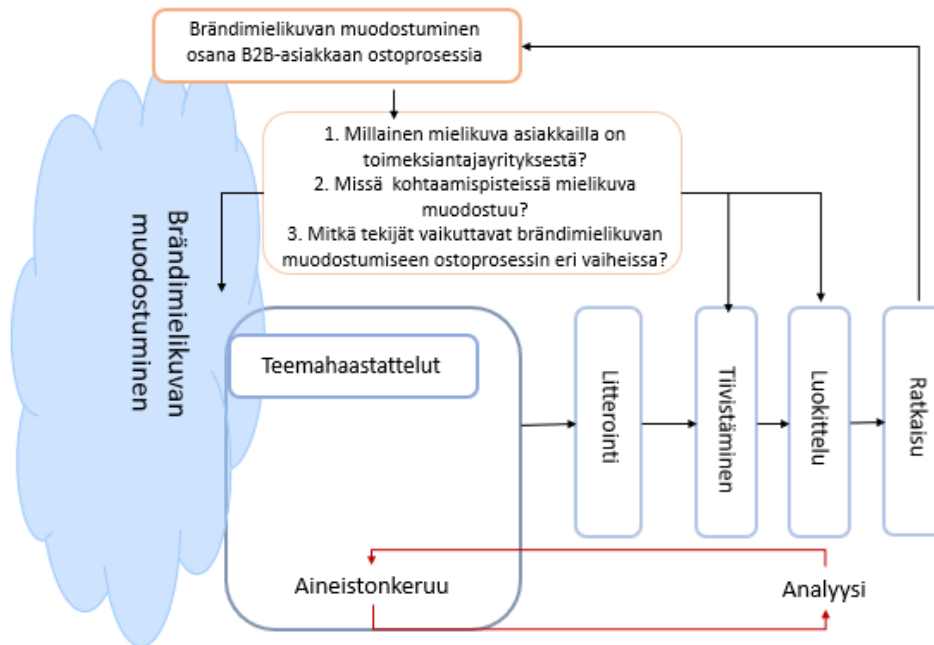 Brändimielikuvan muodostuminen
osana B2B-asiakkaan ostoprosessia
1. Millainen mielikuva asiakkailla on
toimeksiantajayrityksestä?
2. Missä kohtaamispisteissä mielikuva
muodostuu?
3. Mitkä tekijät vaikuttavat brändimielikuvan
muodostumiseen ostoprosessin eri vaiheissa?
Brändimielikuvan
muodostuminen
Teemahaastattelut
Litterointi
Tiivistäminen
Luokittelu
Ratkaisu
Aineistonkeruu
Analyysi